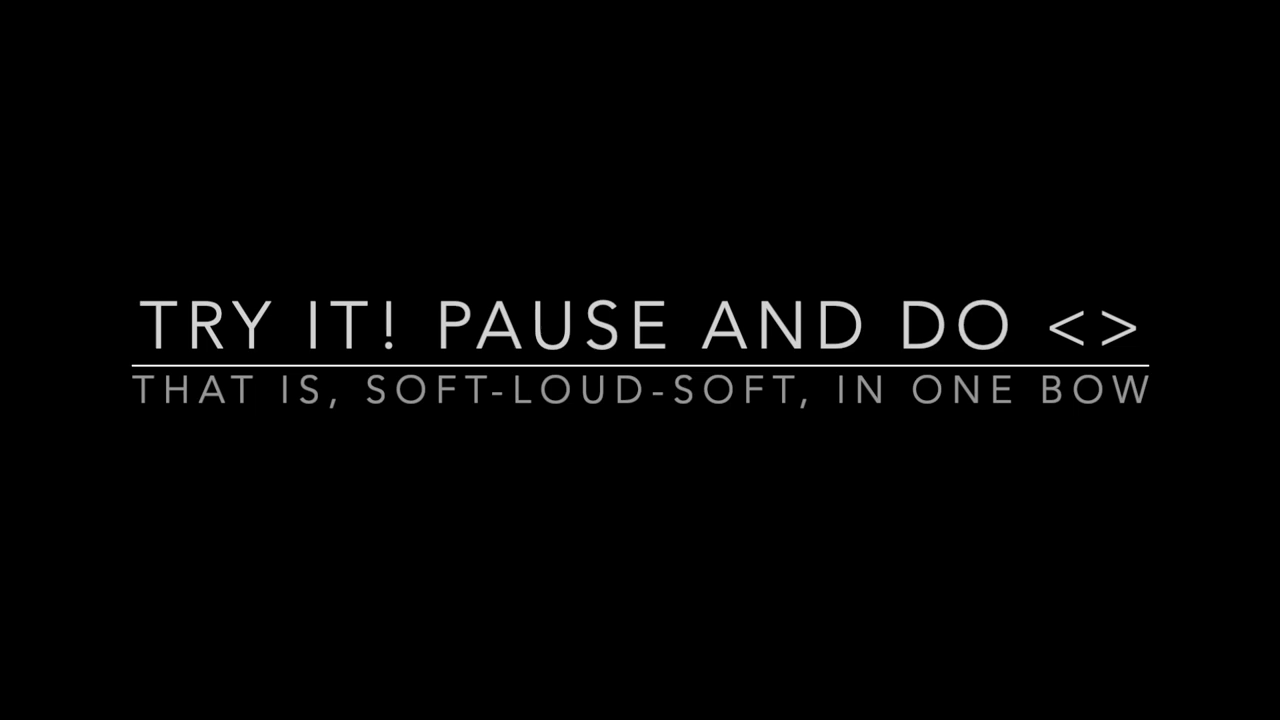 TRY IT! PAUSE AND DO <>
THAT IS, SOFT-LOUD-SOFT, IN ONE BOW